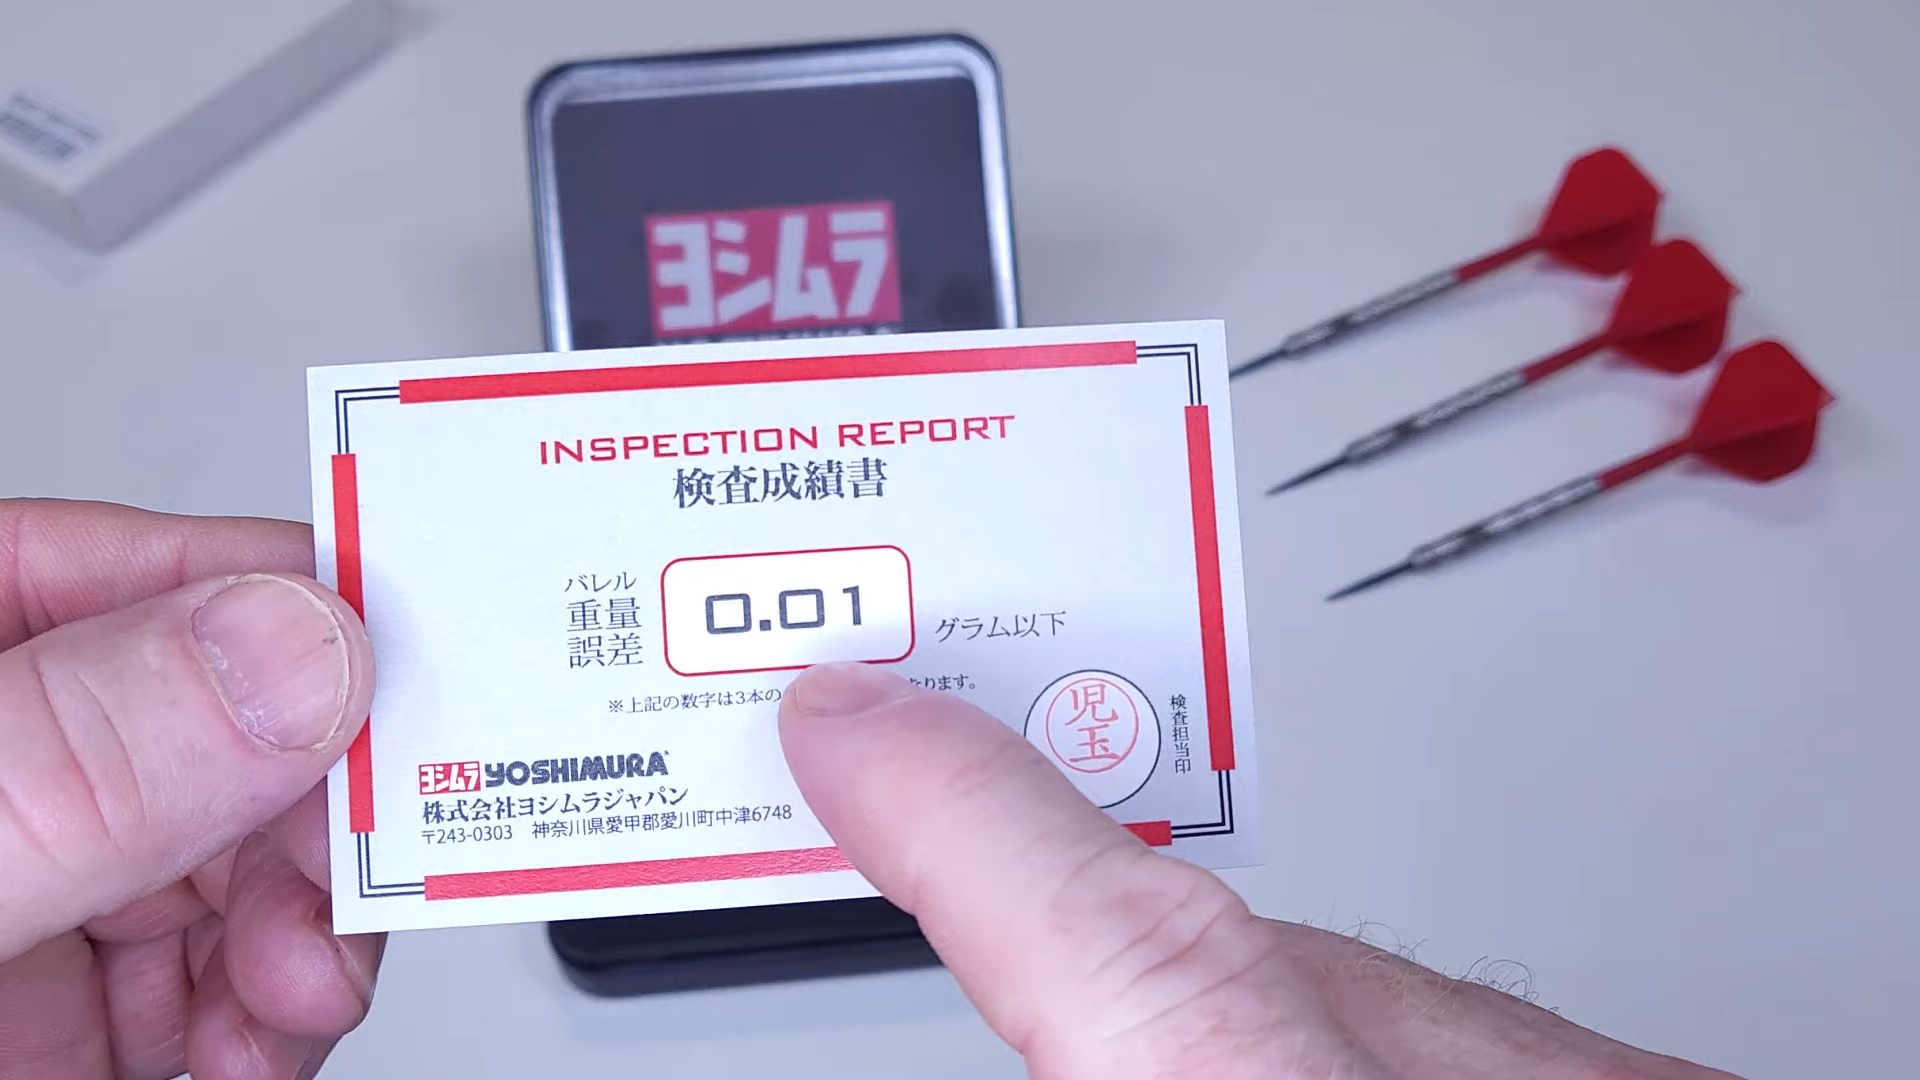 ヨシムラ
INSPECTION REPORT
検査成績書
バレル
重量
誤差
0.01
グラム以下
※上記の数字は3本の
なります。
児玉
検査担当印
ヨシムラ YOSHIMURA
株式会社ヨシムラジャパン
〒243-0303 神奈川県愛甲郡愛川町中津6748